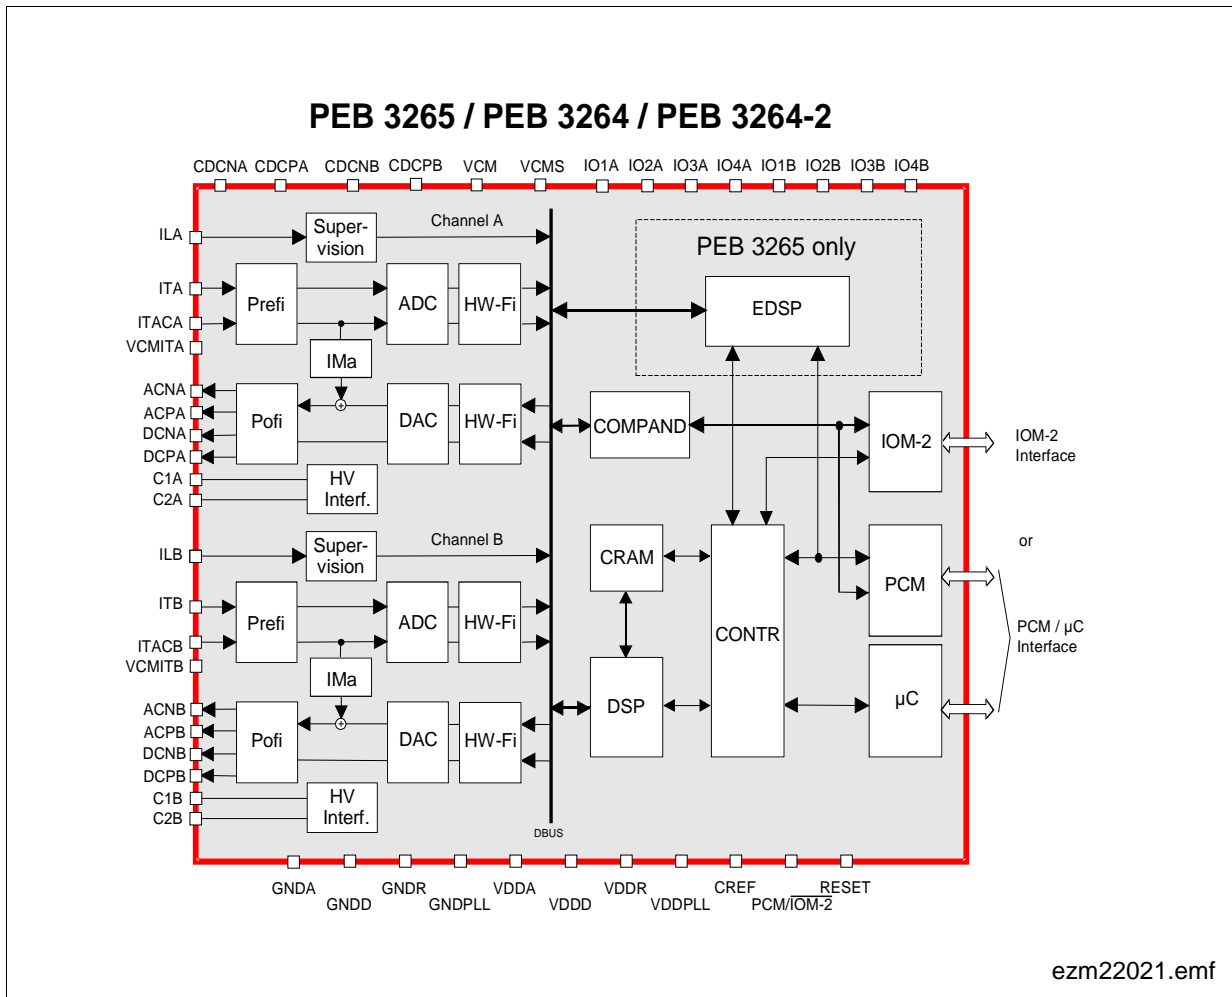 PEB 3265 / PEB 3264 / PEB 3264-2
CDCNA CDCPA CDCNB CDCPB VCM VCMS IO1A IO2A IO3A IO4A IO1B IO2B IO3B IO4B
ILA
Super-
vision
Channel A
PEB 3265 only
ITA
ITACA
VCMITA
Prefi
ADC
HW-Fi
EDSP
IMa
ACNA
ACPA
DCNA
DCPA
Pofi
+
DAC
HW-Fi
COMPAND
IOM-2
IOM-2
Interface
C1A
C2A
HV
Interf.
ILB
Super-
vision
Channel B
CRAM
CONTR
PCM
or
ITB
ITACB
VCMITB
Prefi
ADC
HW-Fi
PCM / µC
Interface
IMa
ACNB
ACPB
DCNB
DCPB
Pofi
+
DAC
HW-Fi
DSP
µC
C1B
C2B
HV
Interf.
DBUS
GNDA GNDR VDDA VDDR CREF RESET
GNDD GNDPLL VDDD VDDPLL PCM/IOM-2
ezm22021.emf